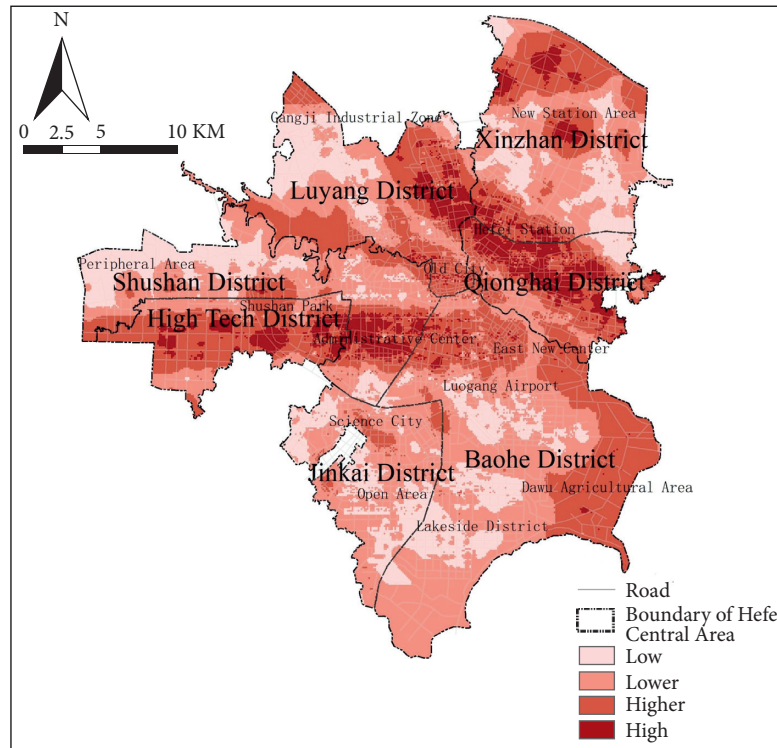 N
0 2.5 5 10 KM
Gangji Industrial Zone
New Station Area
Xinzhan District
Luyang District
Hefei Station
Peripheral Area
Old City
Shushan District
Qionghai District
Shushan Park
High Tech District
Administrative Center
East New Center
Luogang Airport
Science City
Baohe District
Jinkai District
Dawu Agricultural Area
Open Area
Lakeside District
Road
Boundary of Hefe
Central Area
Low
Lower
Higher
High